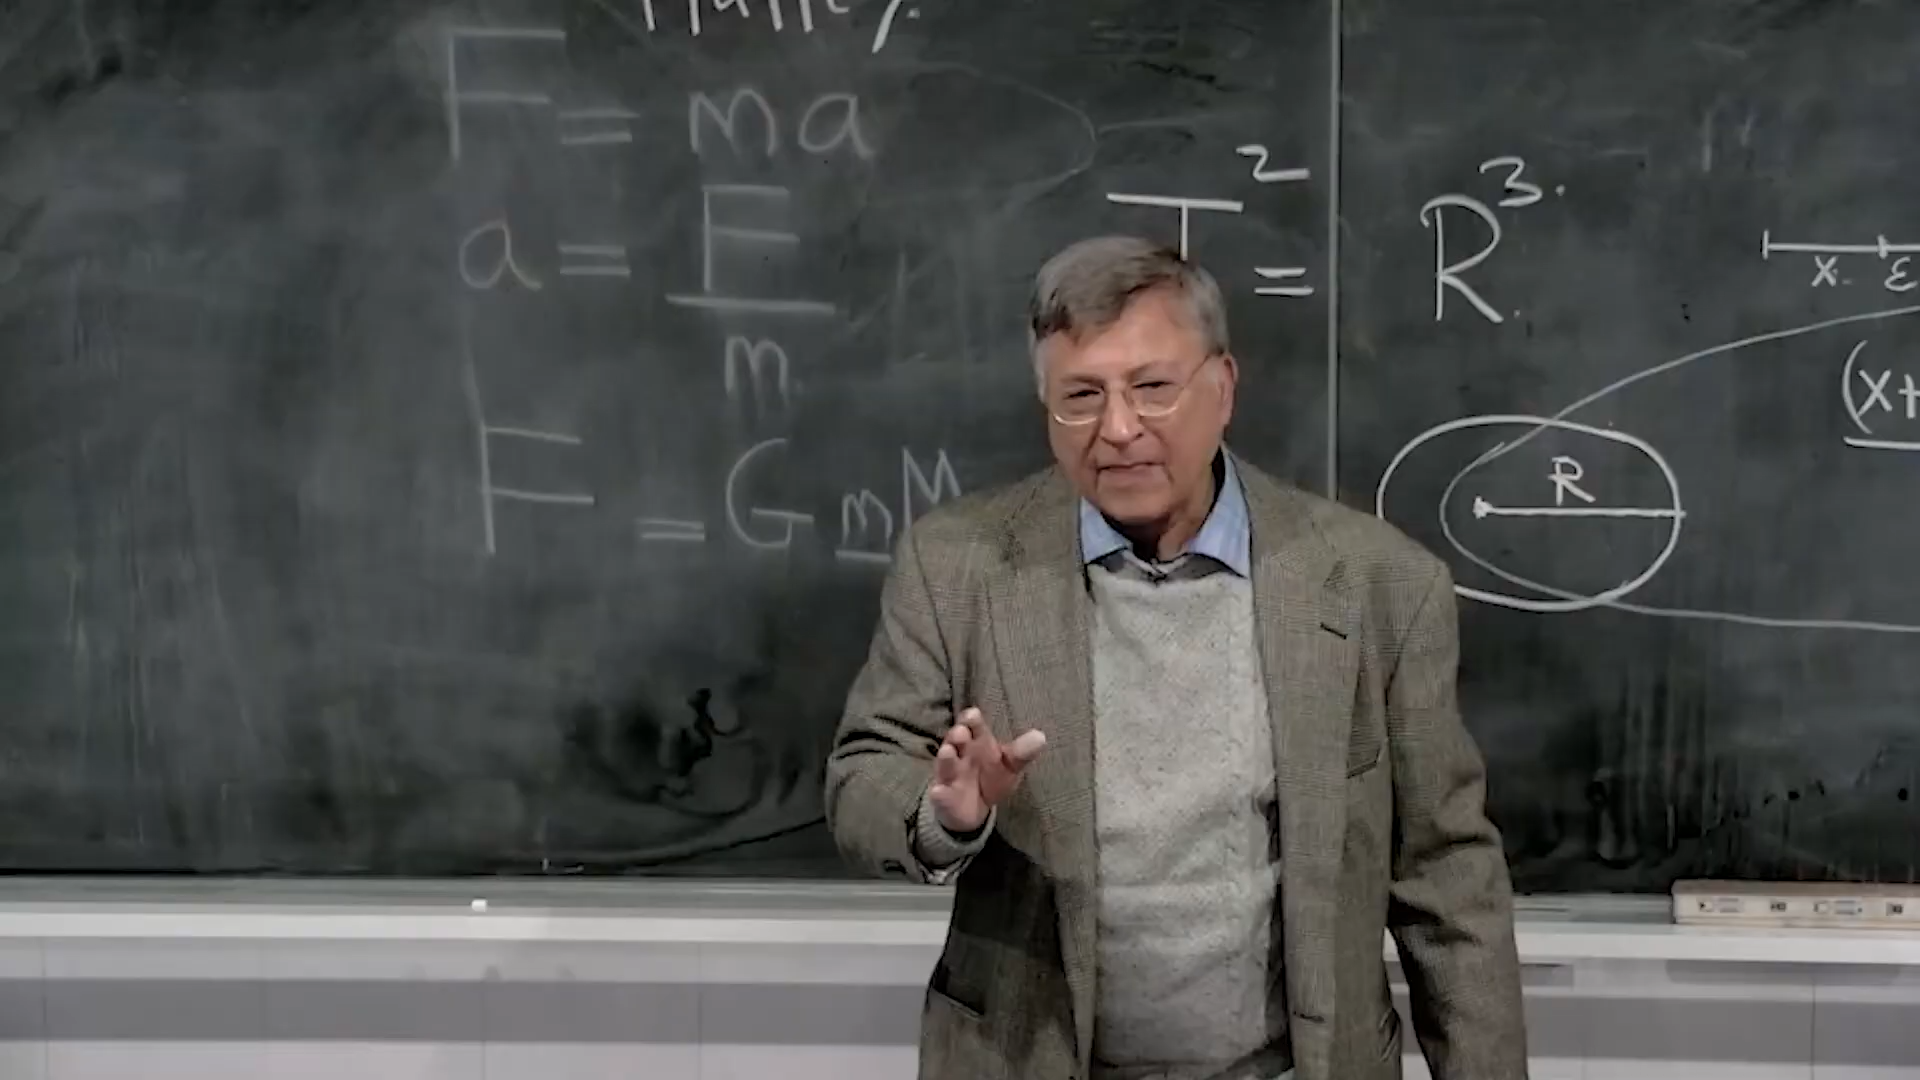 F = ma
a = F
m
F = G mM
T² = R³.
x ε
(x+
R